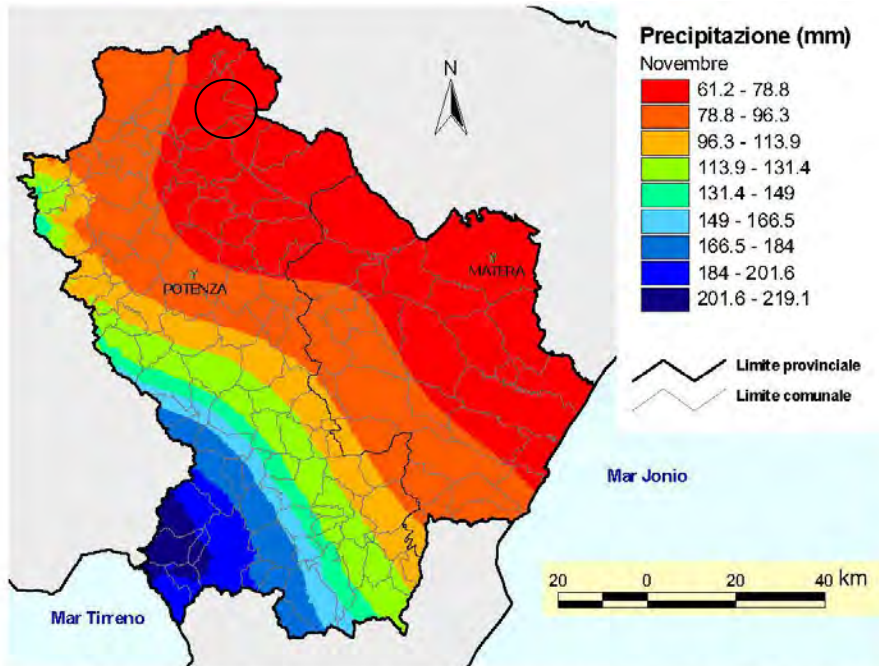 Precipitazione (mm)
Novembre
61.2 - 78.8
78.8 - 96.3
96.3 - 113.9
113.9 - 131.4
131.4 - 149
149 - 166.5
166.5 - 184
184 - 201.6
201.6 - 219.1
N
POTENZA
MATERA
Limite provinciale
Limite comunale
Mar Jonio
Mar Tirreno
20 0 20 40 km